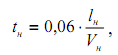 tн = 0,06 · lн / Vн ,